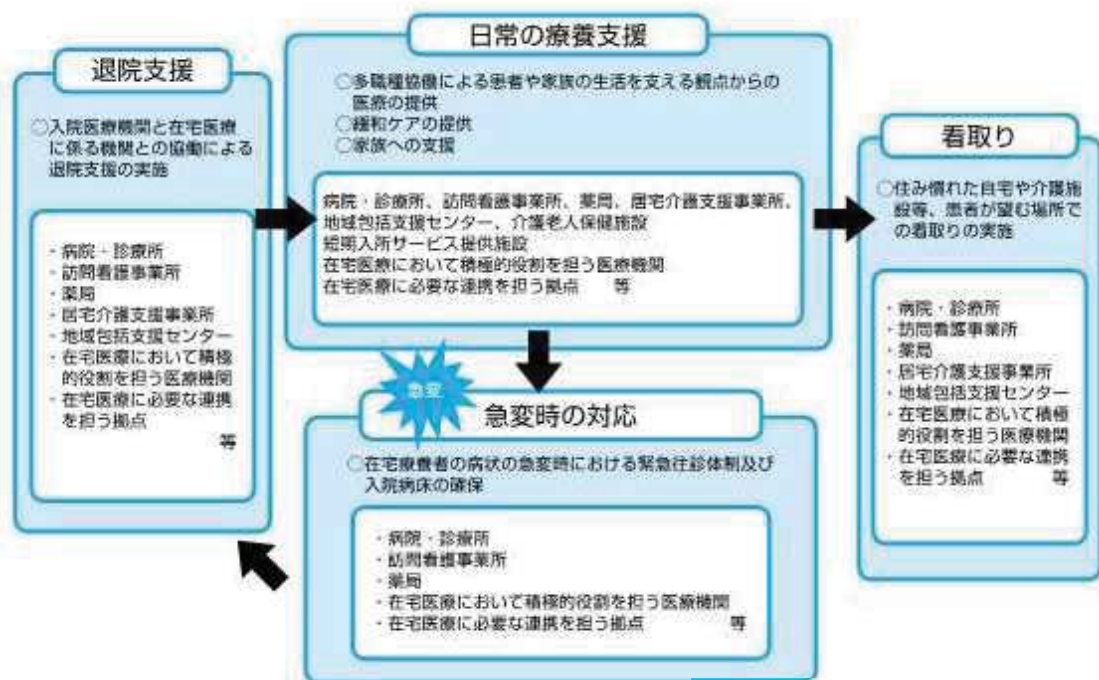 退院支援
○入院医療機関と在宅医療
に係る機関との協働による
退院支援の実施
・病院・診療所
・訪問看護事業所
・薬局
・居宅介護支援事業所
・地域包括支援センター
・在宅医療において積極
的役割を担う医療機関
・在宅医療に必要な連携
を担う拠点
等
日常の療養支援
○多職種協働による患者や家族の生活を支える観点からの
医療の提供
○緩和ケアの提供
○家族への支援
病院・診療所、訪問看護事業所、薬局、居宅介護支援事業所、
地域包括支援センター、介護老人保健施設
短期入所サービス提供施設
在宅医療において積極的役割を担う医療機関
在宅医療に必要な連携を担う拠点 等
急変
急変時の対応
○在宅療養者の病状の急変時における緊急往診体制及び
入院病床の確保
・病院・診療所
・訪問看護事業所
・薬局
・在宅医療において積極的役割を担う医療機関
・在宅医療に必要な連携を担う拠点 等
看取り
○住み慣れた自宅や介護施
設等、患者が望む場所で
の看取りの実施
・病院・診療所
・訪問看護事業所
・薬局
・居宅介護支援事業所
・地域包括支援センター
・在宅医療において積極
的役割を担う医療機関
・在宅医療に必要な連携
を担う拠点 等